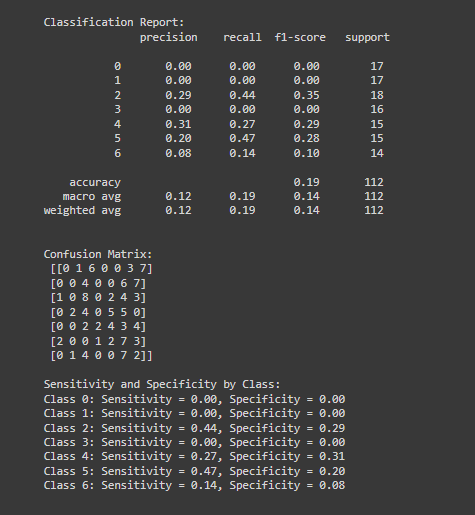 Classification Report:
precision recall f1-score support
0 0.00 0.00 0.00 17
1 0.00 0.00 0.00 17
2 0.29 0.44 0.35 18
3 0.00 0.00 0.00 16
4 0.31 0.27 0.29 15
5 0.20 0.47 0.28 15
6 0.08 0.14 0.10 14
accuracy 0.19 112
macro avg 0.12 0.19 0.14 112
weighted avg 0.12 0.19 0.14 112
Confusion Matrix:
[[0 1 6 0 0 3 7]
[0 0 4 0 0 6 7]
[1 0 8 0 2 4 3]
[0 2 4 0 5 5 0]
[0 0 2 2 4 3 4]
[2 0 0 1 2 7 3]
[0 1 4 0 0 7 2]]
Sensitivity and Specificity by Class:
Class 0: Sensitivity = 0.00, Specificity = 0.00
Class 1: Sensitivity = 0.00, Specificity = 0.00
Class 2: Sensitivity = 0.44, Specificity = 0.29
Class 3: Sensitivity = 0.00, Specificity = 0.00
Class 4: Sensitivity = 0.27, Specificity = 0.31
Class 5: Sensitivity = 0.47, Specificity = 0.20
Class 6: Sensitivity = 0.14, Specificity = 0.08